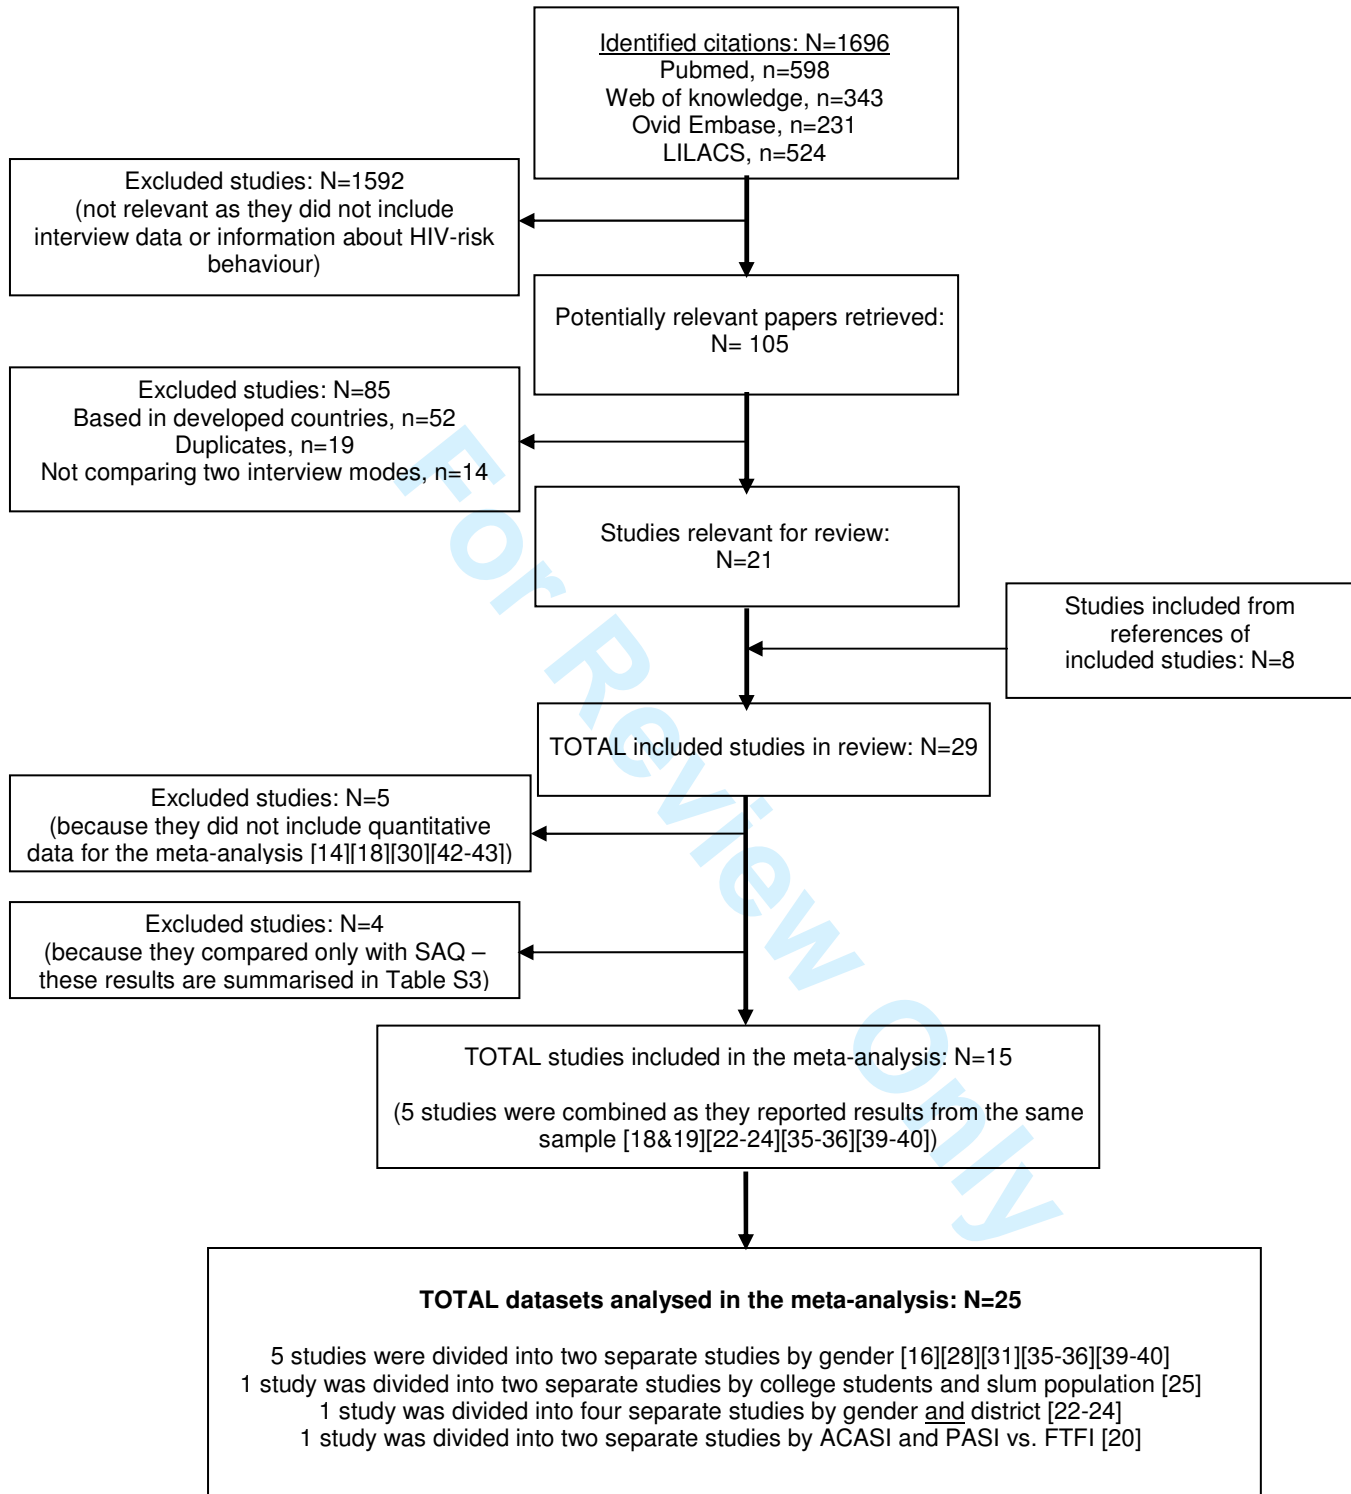 Identified citations: N=1696
Pubmed, n=598
Web of knowledge, n=343
Ovid Embase, n=231
LILACS, n=524
Excluded studies: N=1592
(not relevant as they did not include
interview data or information about HIV-risk
behaviour)
Potentially relevant papers retrieved:
N= 105
Excluded studies: N=85
Based in developed countries, n=52
Duplicates, n=19
Not comparing two interview modes, n=14
Studies relevant for review:
N=21
Studies included from
references of
included studies: N=8
TOTAL included studies in review: N=29
Excluded studies: N=5
(because they did not include quantitative
data for the meta-analysis [14][18][30][42-43])
Excluded studies: N=4
(because they compared only with SAQ –
these results are summarised in Table S3)
TOTAL studies included in the meta-analysis: N=15
(5 studies were combined as they reported results from the same
sample [18&19][22-24][35-36][39-40])
TOTAL datasets analysed in the meta-analysis: N=25
5 studies were divided into two separate studies by gender [16][28][31][35-36][39-40]
1 study was divided into two separate studies by college students and slum population [25]
1 study was divided into four separate studies by gender and district [22-24]
1 study was divided into two separate studies by ACASI and PASI vs. FTFI [20]
For Review Only